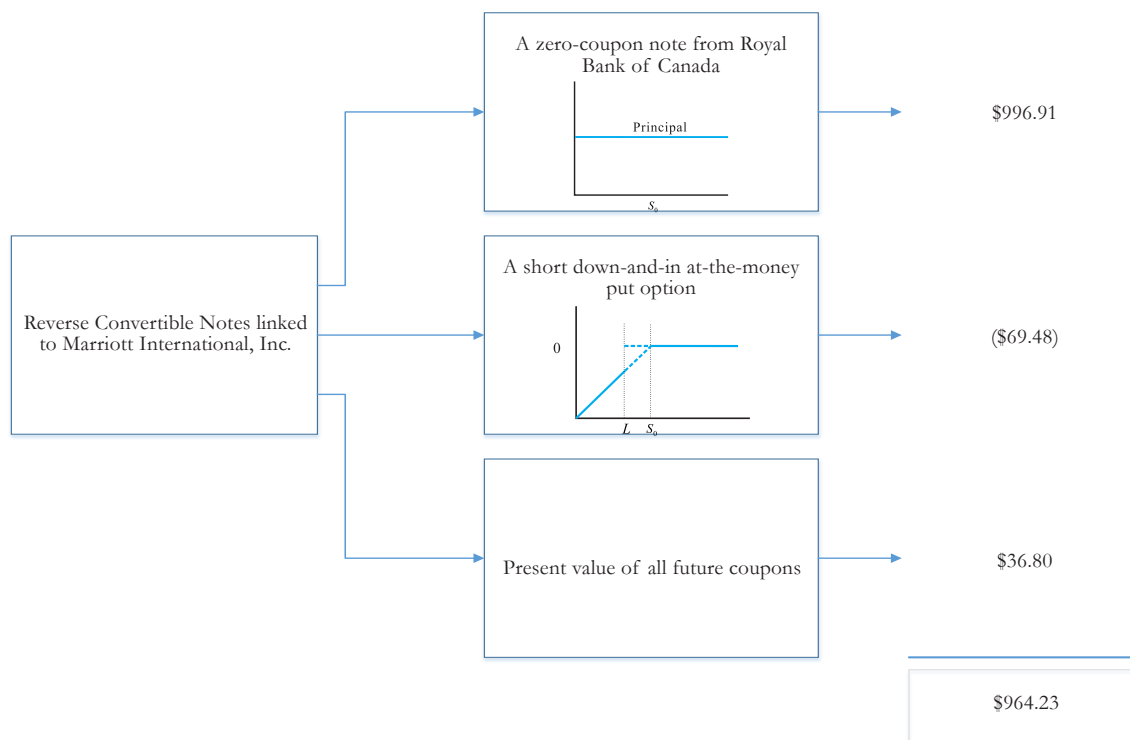 A zero-coupon note from Royal
Bank of Canada
Principal
S₀
$996.91
Reverse Convertible Notes linked
to Marriott International, Inc.
A short down-and-in at-the-money
put option
0
L S₀
($69.48)
Present value of all future coupons
$36.80
$964.23